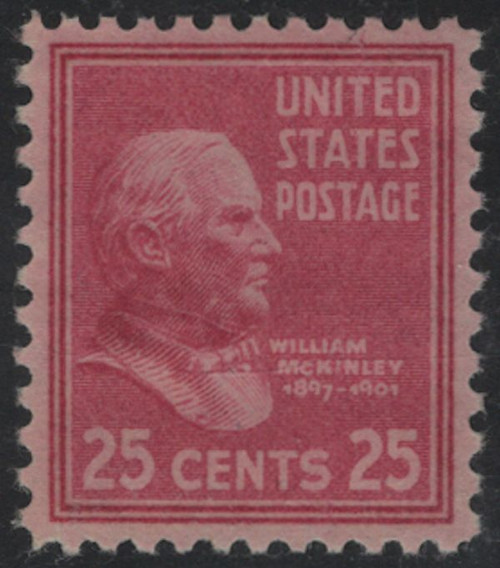 UNITED
STATES
POSTAGE
WILLIAM
MCKINLEY
1897-1901
25 CENTS 25